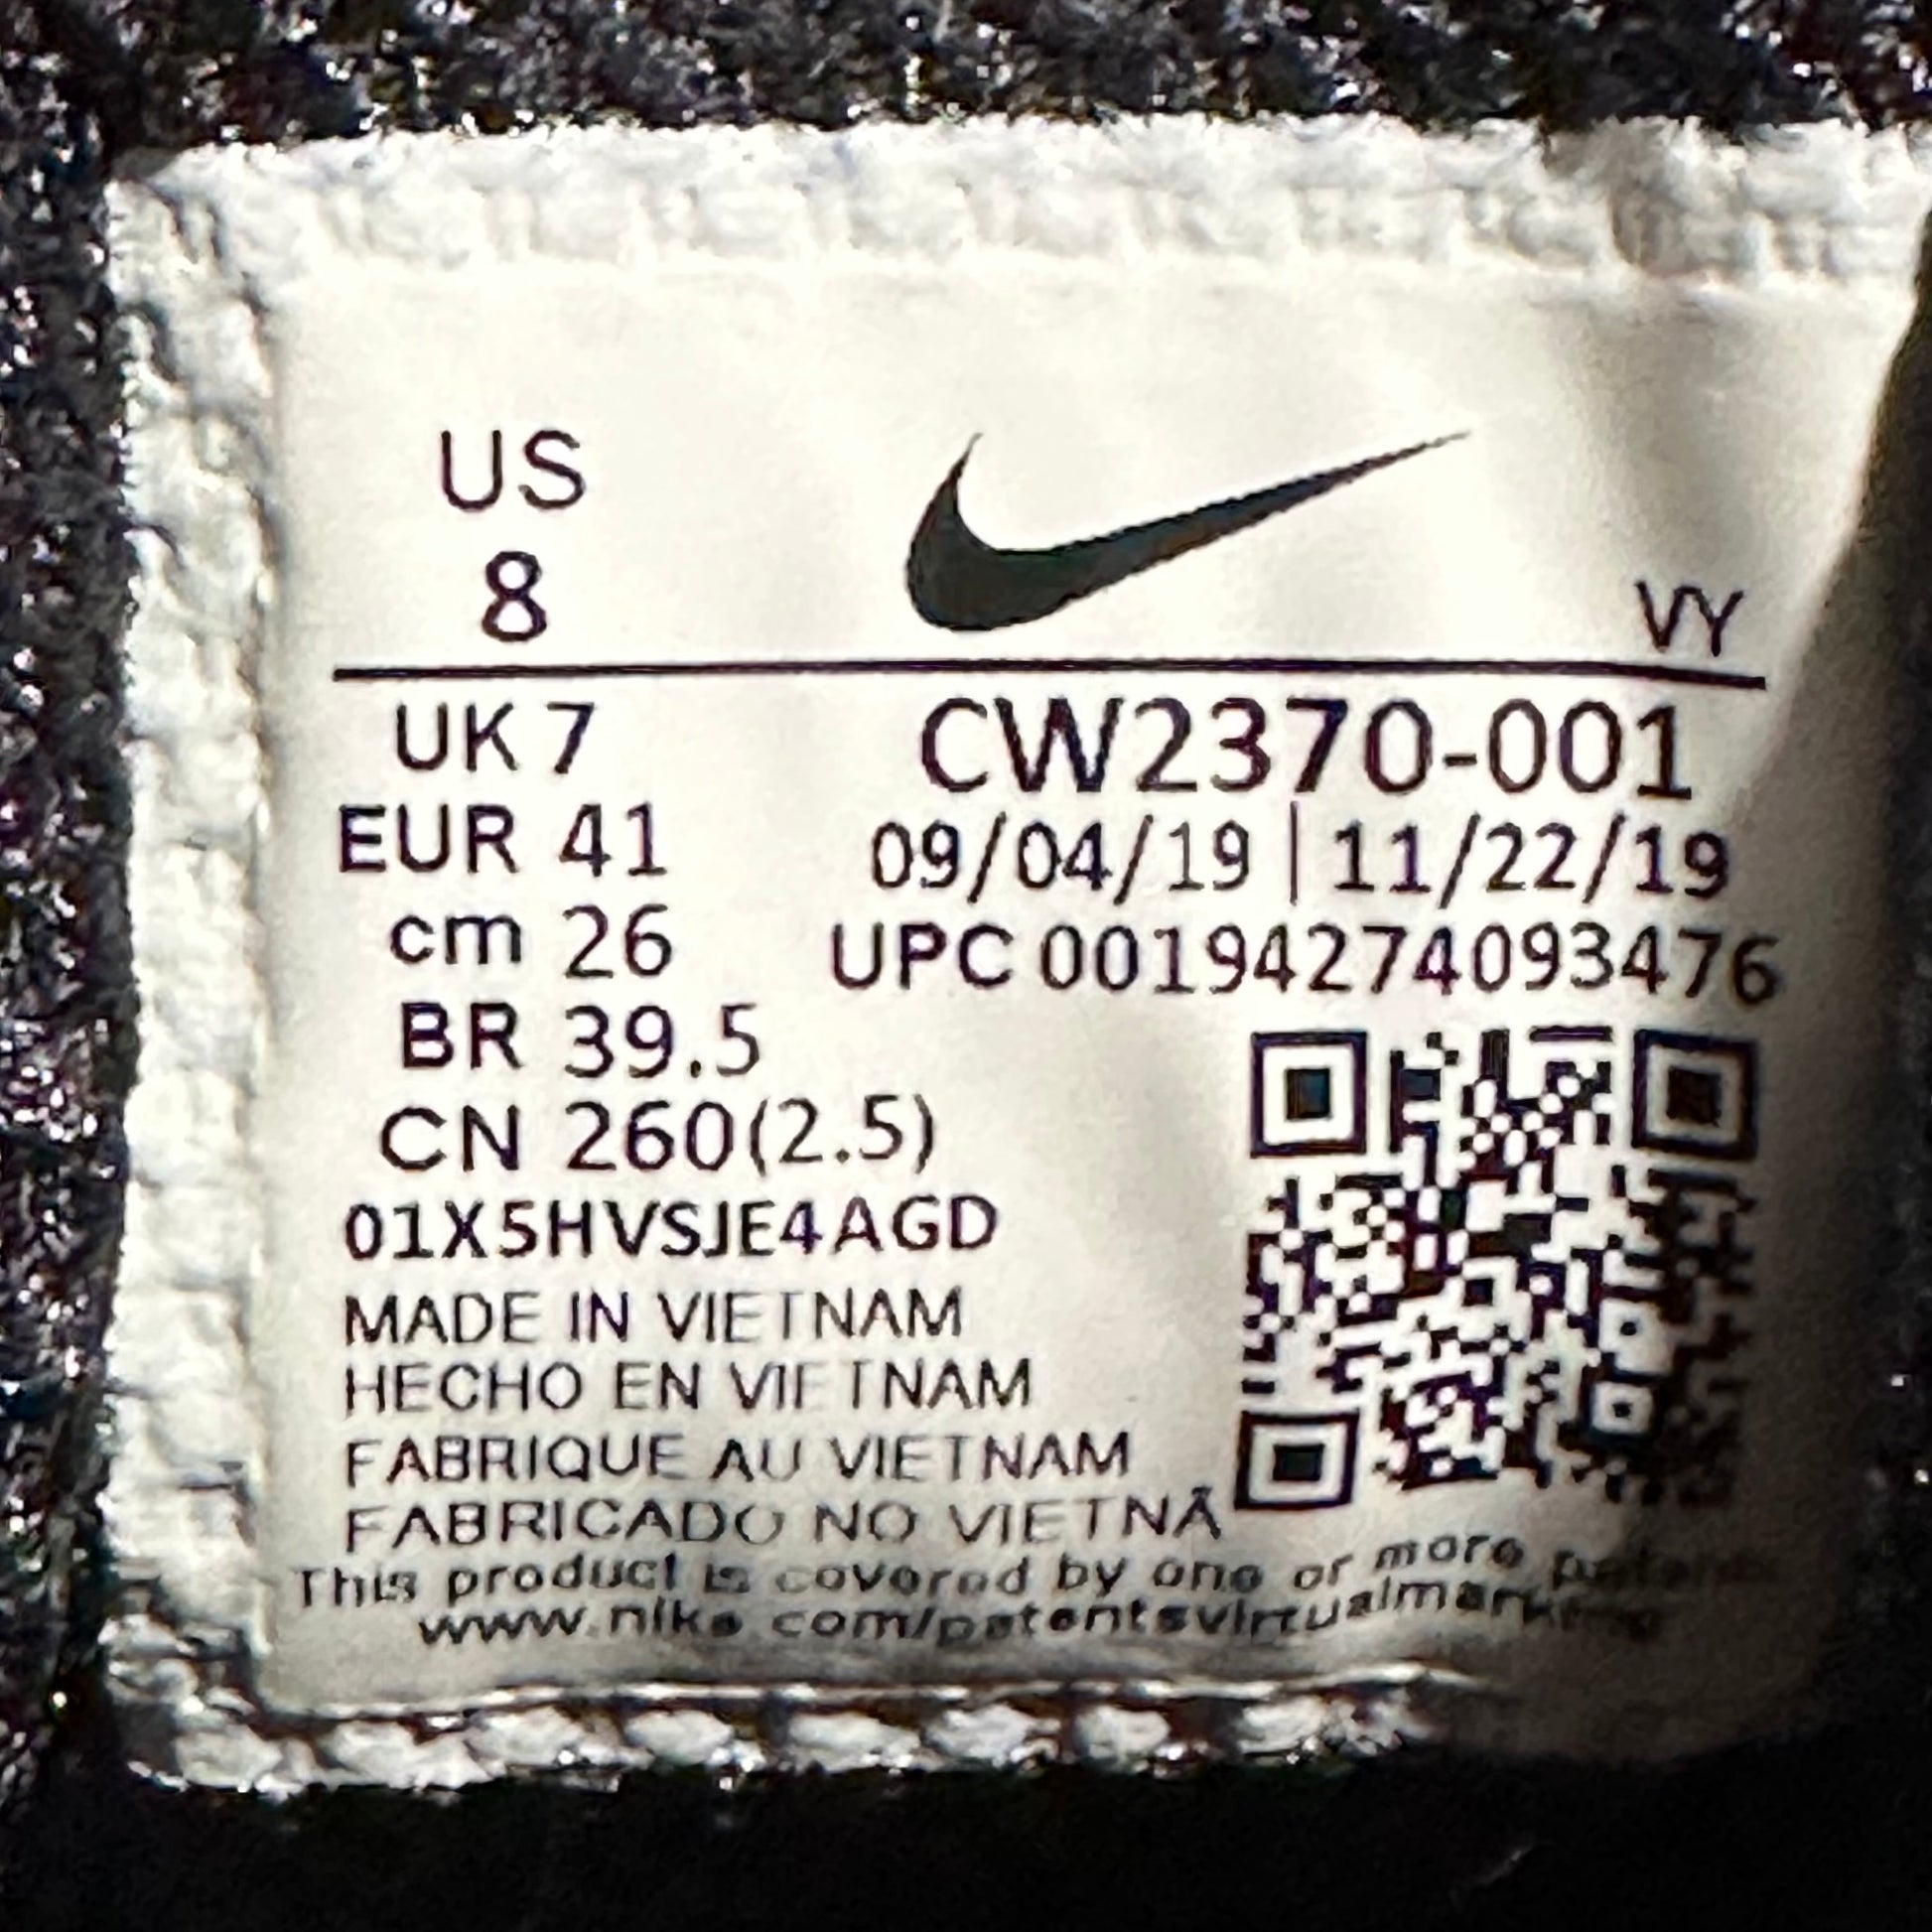 US
8
VY
UK 7
CW2370-001
EUR 41
09/04/19 | 11/22/19
cm 26
UPC 00194274093476
BR 39.5
CN 260(2.5)
01X5HVSJE4AGD
MADE IN VIETNAM
HECHO EN VIETNAM
FABRIQUE AU VIETNAM
FABRICADO NO VIETNÃ
This product is covered by one or more
www.nike.com/patentsvirtualmarking